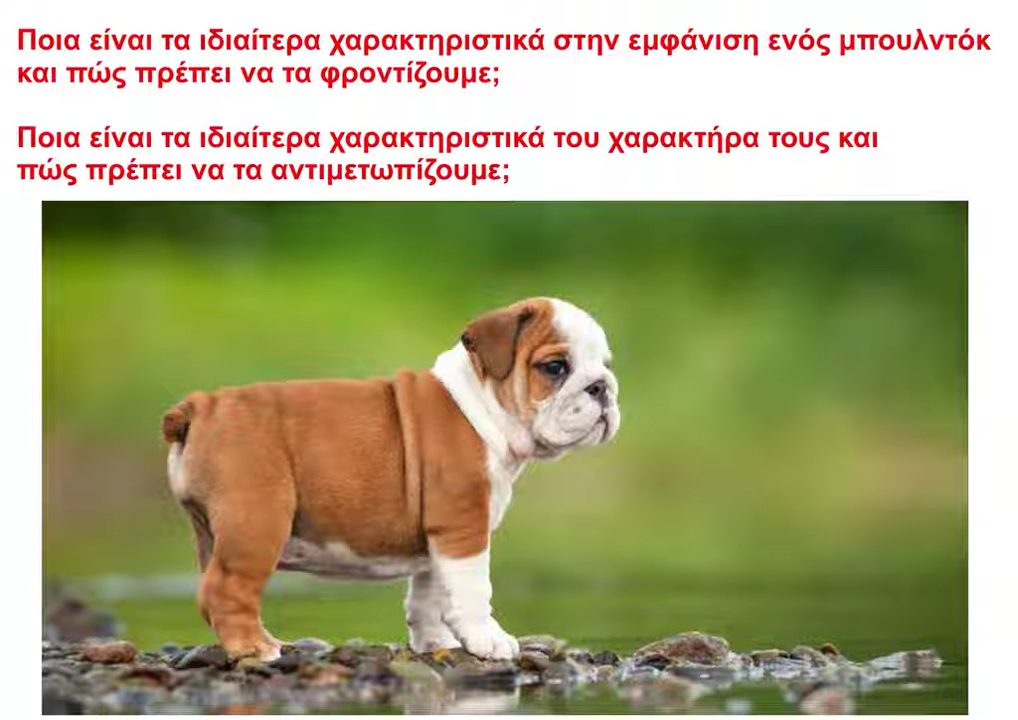 Ποια είναι τα ιδιαίτερα χαρακτηριστικά στην εμφάνιση ενός μπουλντόκ
και πώς πρέπει να τα φροντίζουμε;
Ποια είναι τα ιδιαίτερα χαρακτηριστικά του χαρακτήρα τους και
πώς πρέπει να τα αντιμετωπίζουμε;